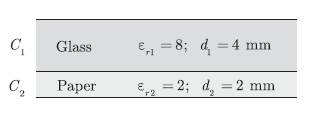 C₁ Glass εᵣ₁ = 8; d₁ = 4 mm
C₂ Paper εᵣ₂ = 2; d₂ = 2 mm